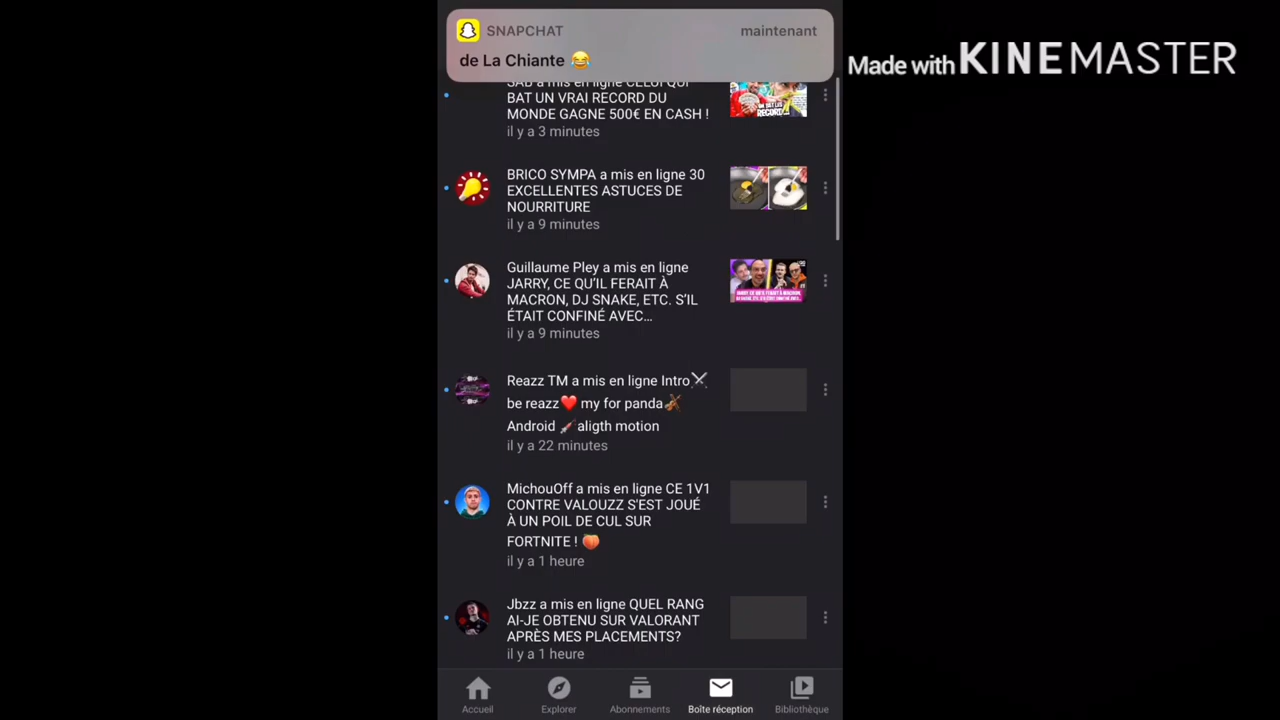 SNAPCHAT
maintenant
de La Chiante 😂
Made with KINEMASTER
SAB a mis en ligne CELUI QUI
BAT UN VRAI RECORD DU
MONDE GAGNE 500€ EN CASH !
il y a 3 minutes
BRICO SYMPA a mis en ligne 30
EXCELLENTES ASTUCES DE
NOURRITURE
il y a 9 minutes
Guillaume Pley a mis en ligne
JARRY, CE QU'IL FERAIT À
MACRON, DJ SNAKE, ETC. S'IL
ÉTAIT CONFINÉ AVEC...
il y a 9 minutes
Reazz TM a mis en ligne Intro⚔
be reazz❤️ my for panda🎻
Android 💉aligth motion
il y a 22 minutes
MichouOff a mis en ligne CE 1V1
CONTRE VALOUZZ S'EST JOUÉ
À UN POIL DE CUL SUR
FORTNITE ! 🍑
il y a 1 heure
Jbzz a mis en ligne QUEL RANG
AI-JE OBTENU SUR VALORANT
APRÈS MES PLACEMENTS?
il y a 1 heure
Accueil
Explorer
Abonnements
Boîte réception
Bibliothèque